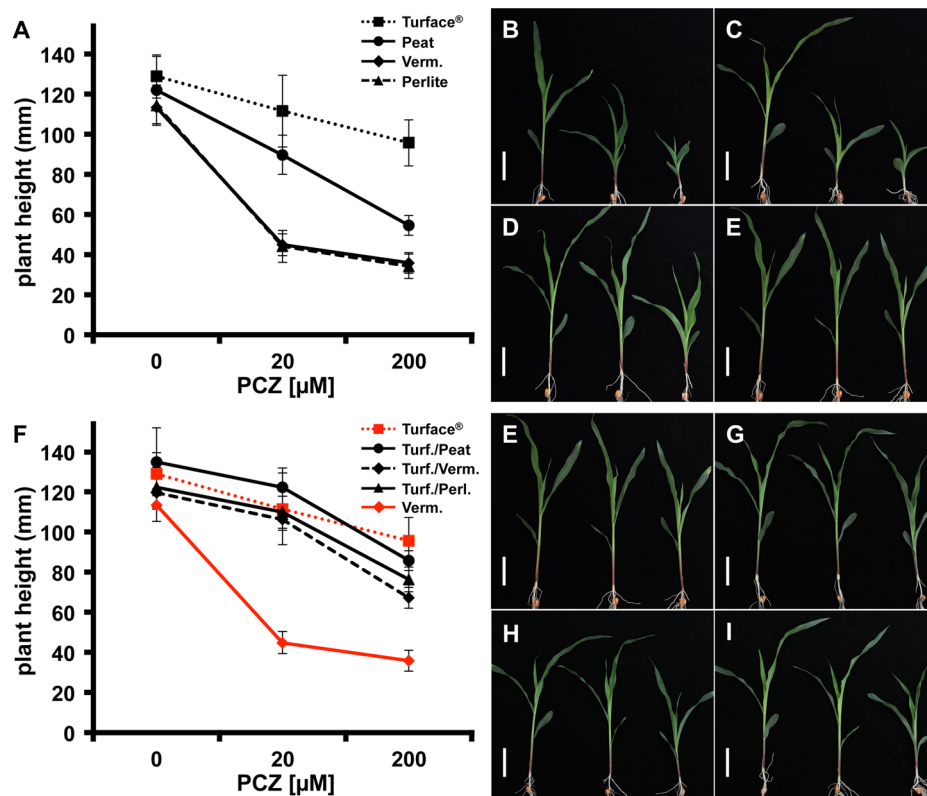 A
plant height (mm)
140
120
100
80
60
40
20
0
0
20
200
PCZ [µM]
Turface®
Peat
Verm.
Perlite
B
C
D
E
F
plant height (mm)
140
120
100
80
60
40
20
0
0
20
200
PCZ [µM]
Turface®
Turf./Peat
Turf./Verm.
Turf./Perl.
Verm.
E
G
H
I